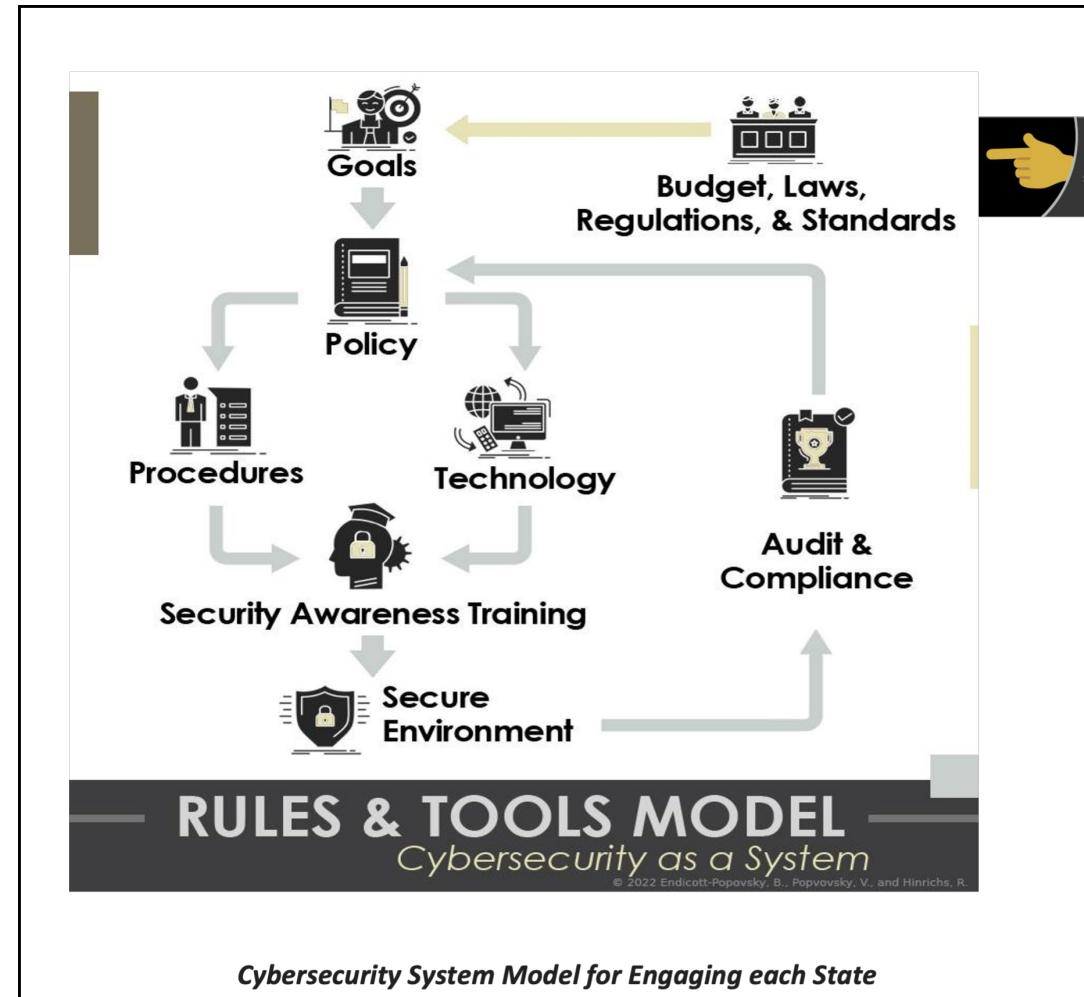 Goals
Budget, Laws,
Regulations, & Standards
Policy
Procedures
Technology
Audit &
Compliance
Security Awareness Training
Secure
Environment
RULES & TOOLS MODEL
Cybersecurity as a System
© 2022 Endicott-Popovsky, B., Popvovsky, V., and Hinrichs, R.
Cybersecurity System Model for Engaging each State